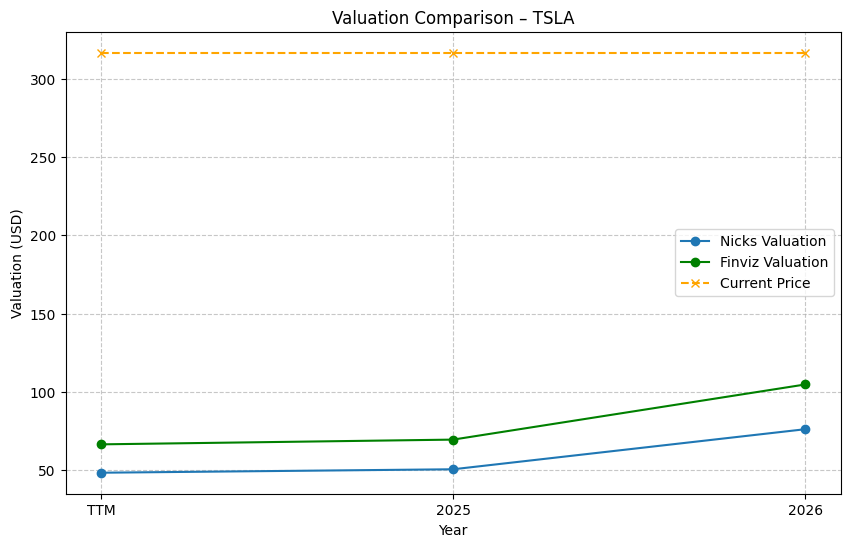 Valuation Comparison – TSLA
Valuation (USD)
300
250
200
150
100
50
Nicks Valuation
Finviz Valuation
Current Price
TTM
2025
2026
Year